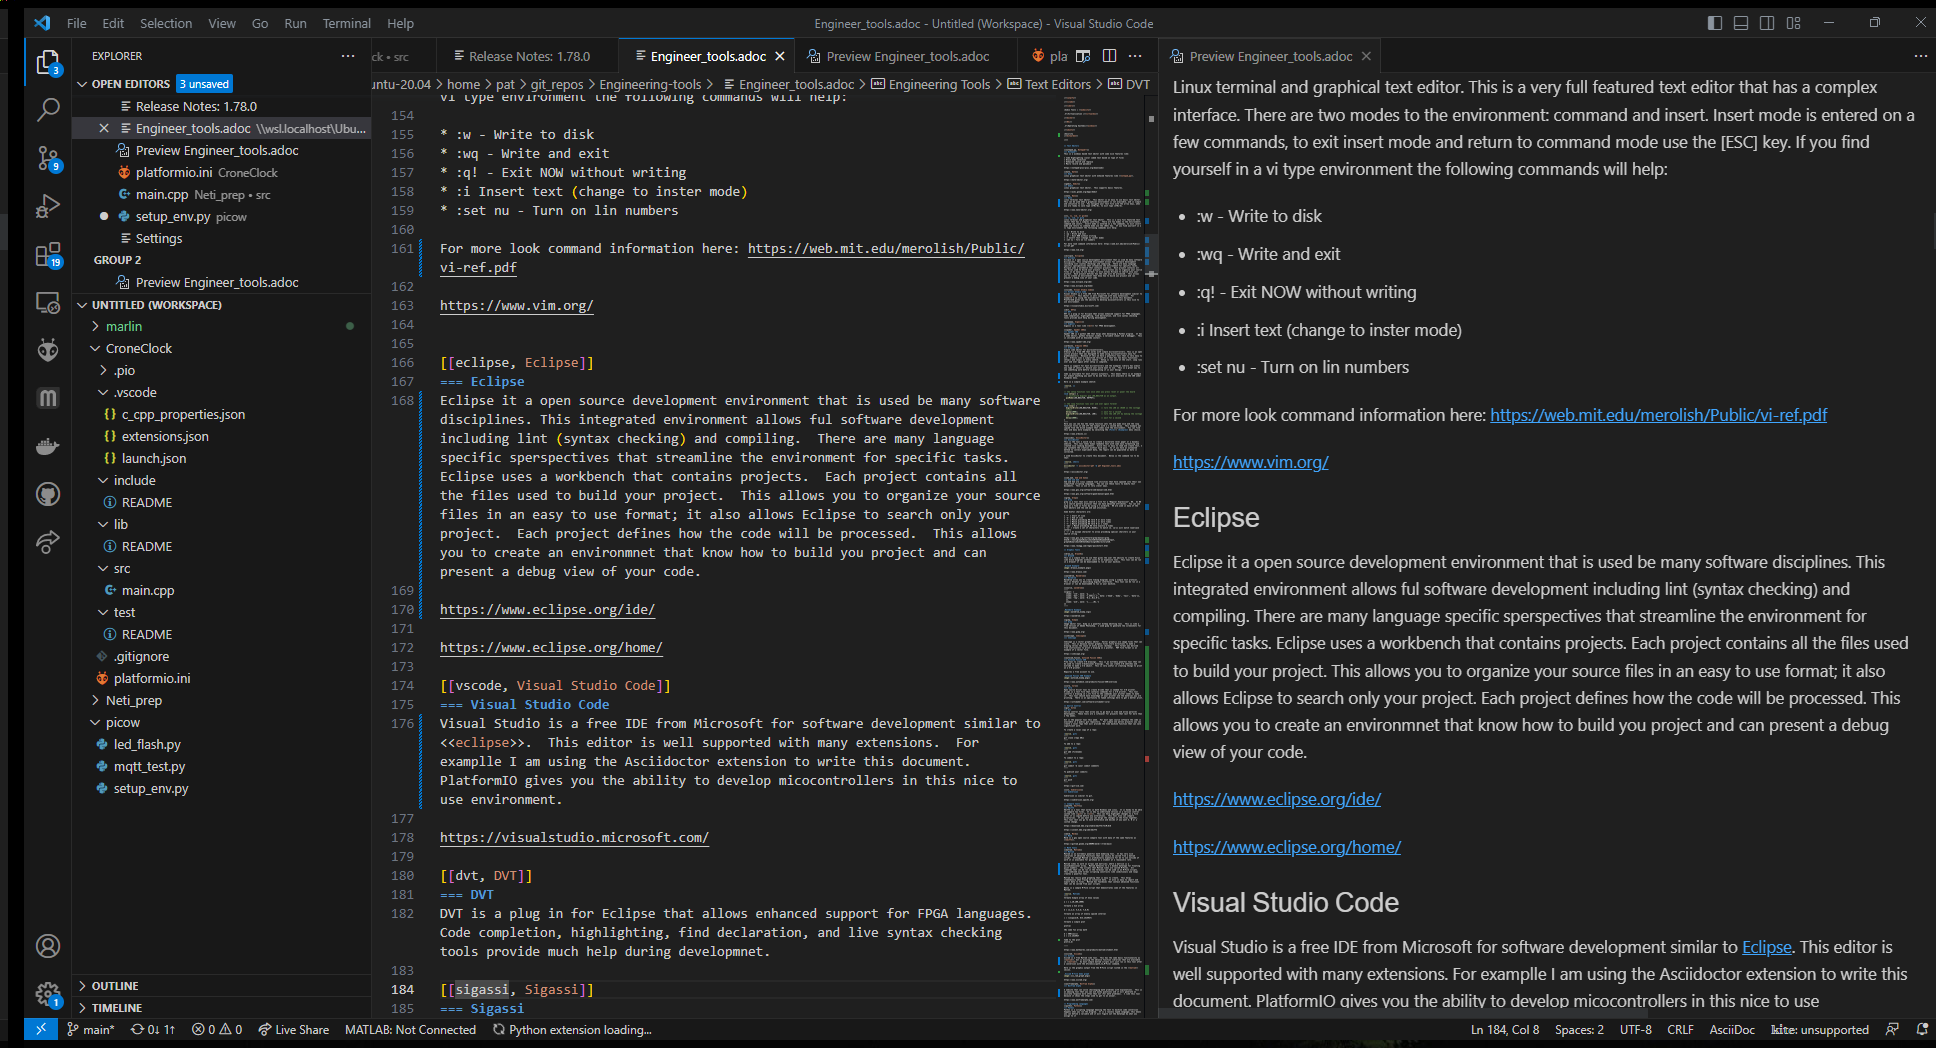 File Edit Selection View Go Run Terminal Help
Engineer_tools.adoc - Untitled (Workspace) - Visual Studio Code
EXPLORER
OPEN EDITORS 3 unsaved
Release Notes: 1.78.0
Engineer_tools.adoc \\wsl.localhost\Ubu...
Preview Engineer_tools.adoc
platformio.ini CroneClock
main.cpp Neti_prep • src
setup_env.py picow
Settings
GROUP 2
Preview Engineer_tools.adoc
UNTITLED (WORKSPACE)
marlin
CroneClock
.pio
.vscode
c_cpp_properties.json
extensions.json
launch.json
include
README
lib
README
src
main.cpp
test
README
.gitignore
platformio.ini
Neti_prep
picow
led_flash.py
mqtt_test.py
setup_env.py
OUTLINE
TIMELINE
3
9
19
1
ck • src
Release Notes: 1.78.0
Engineer_tools.adoc
Preview Engineer_tools.adoc
pla
untu-20.04 > home > pat > git_repos > Engineering-tools > Engineer_tools.adoc > Engineering Tools > Text Editors > DVT
vi type environment the following commands will help:
154
155 * :w - Write to disk
156 * :wq - Write and exit
157 * :q! - Exit NOW without writing
158 * :i Insert text (change to inster mode)
159 * :set nu - Turn on lin numbers
160
161 For more look command information here: https://web.mit.edu/merolish/Public/
vi-ref.pdf
162
163 https://www.vim.org/
164
165
166 [[eclipse, Eclipse]]
167 === Eclipse
168 Eclipse it a open source development environment that is used be many software
disciplines. This integrated environment allows ful software development
including lint (syntax checking) and compiling.  There are many language
specific sperspectives that streamline the environment for specific tasks.
Eclipse uses a workbench that contains projects.  Each project contains all
the files used to build your project.  This allows you to organize your source
files in an easy to use format; it also allows Eclipse to search only your
project.  Each project defines how the code will be processed.  This allows
you to create an environmnet that know how to build you project and can
present a debug view of your code.
169
170 https://www.eclipse.org/ide/
171
172 https://www.eclipse.org/home/
173
174 [[vscode, Visual Studio Code]]
175 === Visual Studio Code
176 Visual Studio is a free IDE from Microsoft for software development similar to
<<eclipse>>.  This editor is well supported with many extensions.  For
examplle I am using the Asciidoctor extension to write this document.
PlatformIO gives you the ability to develop micocontrollers in this nice to
use environment.
177
178 https://visualstudio.microsoft.com/
179
180 [[dvt, DVT]]
181 === DVT
182 DVT is a plug in for Eclipse that allows enhanced support for FPGA languages.
Code completion, highlighting, find declaration, and live syntax checking
tools provide much help during developmnet.
183
184 [[sigassi, Sigassi]]
185 === Sigassi
Preview Engineer_tools.adoc
Linux terminal and graphical text editor. This is a very full featured text editor that has a complex
interface. There are two modes to the environment: command and insert. Insert mode is entered on a
few commands, to exit insert mode and return to command mode use the [ESC] key. If you find
yourself in a vi type environment the following commands will help:
• :w - Write to disk
• :wq - Write and exit
• :q! - Exit NOW without writing
• :i Insert text (change to inster mode)
• :set nu - Turn on lin numbers
For more look command information here: https://web.mit.edu/merolish/Public/vi-ref.pdf
https://www.vim.org/
Eclipse
Eclipse it a open source development environment that is used be many software disciplines. This
integrated environment allows ful software development including lint (syntax checking) and
compiling. There are many language specific sperspectives that streamline the environment for
specific tasks. Eclipse uses a workbench that contains projects. Each project contains all the files used
to build your project. This allows you to organize your source files in an easy to use format; it also
allows Eclipse to search only your project. Each project defines how the code will be processed. This
allows you to create an environmnet that know how to build you project and can present a debug
view of your code.
https://www.eclipse.org/ide/
https://www.eclipse.org/home/
Visual Studio Code
Visual Studio is a free IDE from Microsoft for software development similar to Eclipse. This editor is
well supported with many extensions. For examplle I am using the Asciidoctor extension to write this
document. PlatformIO gives you the ability to develop micocontrollers in this nice to use
main* 0↓ 1↑ 0 0 Live Share MATLAB: Not Connected Python extension loading...
Ln 184, Col 8 Spaces: 2 UTF-8 CRLF AsciiDoc kite: unsupported